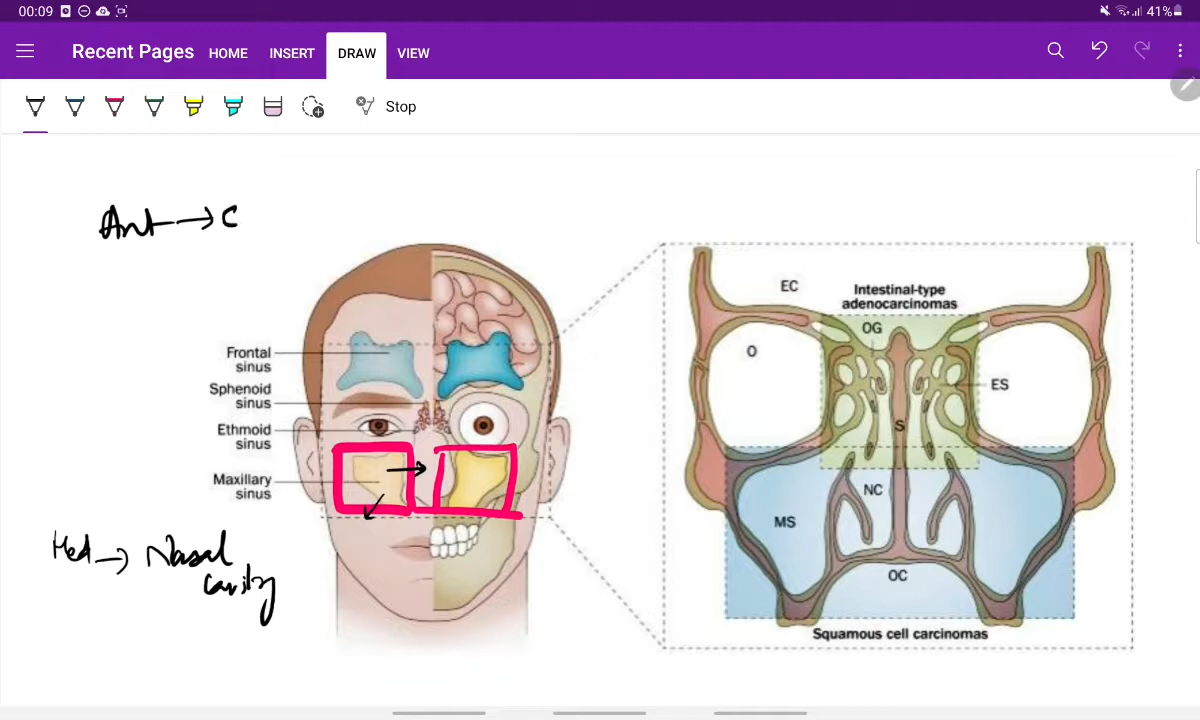 00:09
41%
Recent Pages HOME INSERT DRAW VIEW
Stop
Ant → C
Frontal
sinus
Sphenoid
sinus
Ethmoid
sinus
Maxillary
sinus
Med → Nasal
cavity
EC
Intestinal-type
adenocarcinomas
OG
O
ES
S
NC
MS
OC
Squamous cell carcinomas